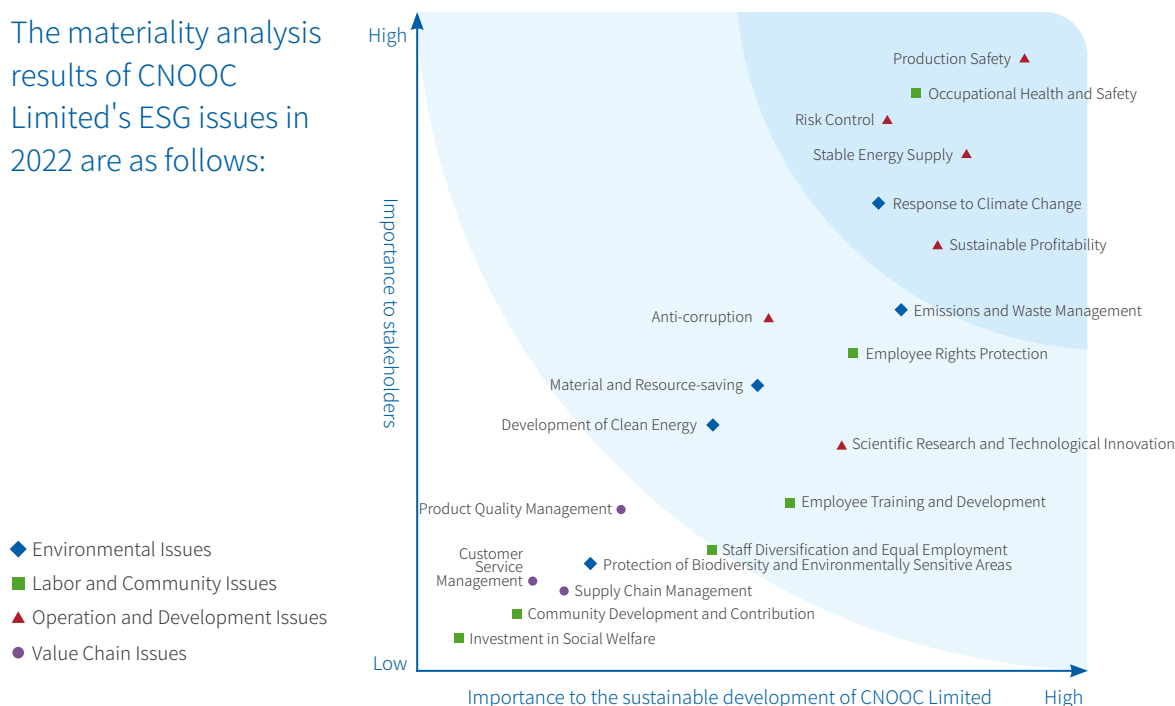 The materiality analysis
results of CNOOC
Limited's ESG issues in
2022 are as follows:
High
Importance to stakeholders
Low
Production Safety
Occupational Health and Safety
Risk Control
Stable Energy Supply
Response to Climate Change
Sustainable Profitability
Emissions and Waste Management
Anti-corruption
Employee Rights Protection
Material and Resource-saving
Development of Clean Energy
Scientific Research and Technological Innovation
Employee Training and Development
Product Quality Management
Staff Diversification and Equal Employment
Customer
Service
Management
Protection of Biodiversity and Environmentally Sensitive Areas
Supply Chain Management
Community Development and Contribution
Investment in Social Welfare
Environmental Issues
Labor and Community Issues
Operation and Development Issues
Value Chain Issues
Importance to the sustainable development of CNOOC Limited
High